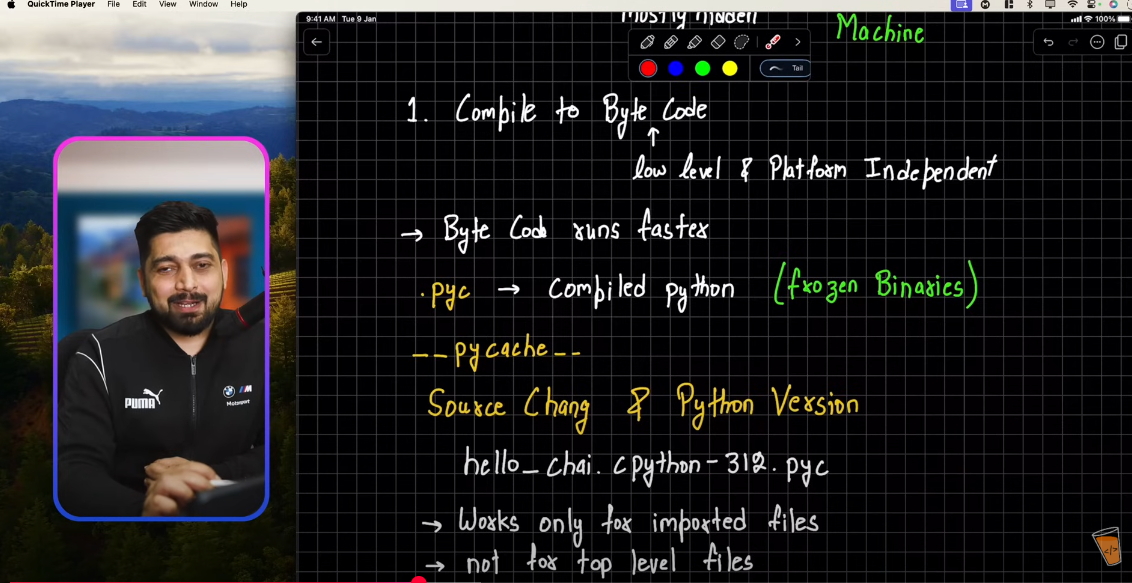 QuickTime Player File Edit View Window Help
9:41 AM Tue 9 Jan
100%
Mostly hidden
Machine
Tail
1. Compile to Byte Code
low level & Platform Independent
→ Byte Code runs faster
.pyc → compiled python (frozen Binaries)
--pycache--
Source Chang & Python Version
hello_chai.cpython-312.pyc
→ Works only for imported files
→ not for top level files
PUMA
BMW M
Motorsport
</>